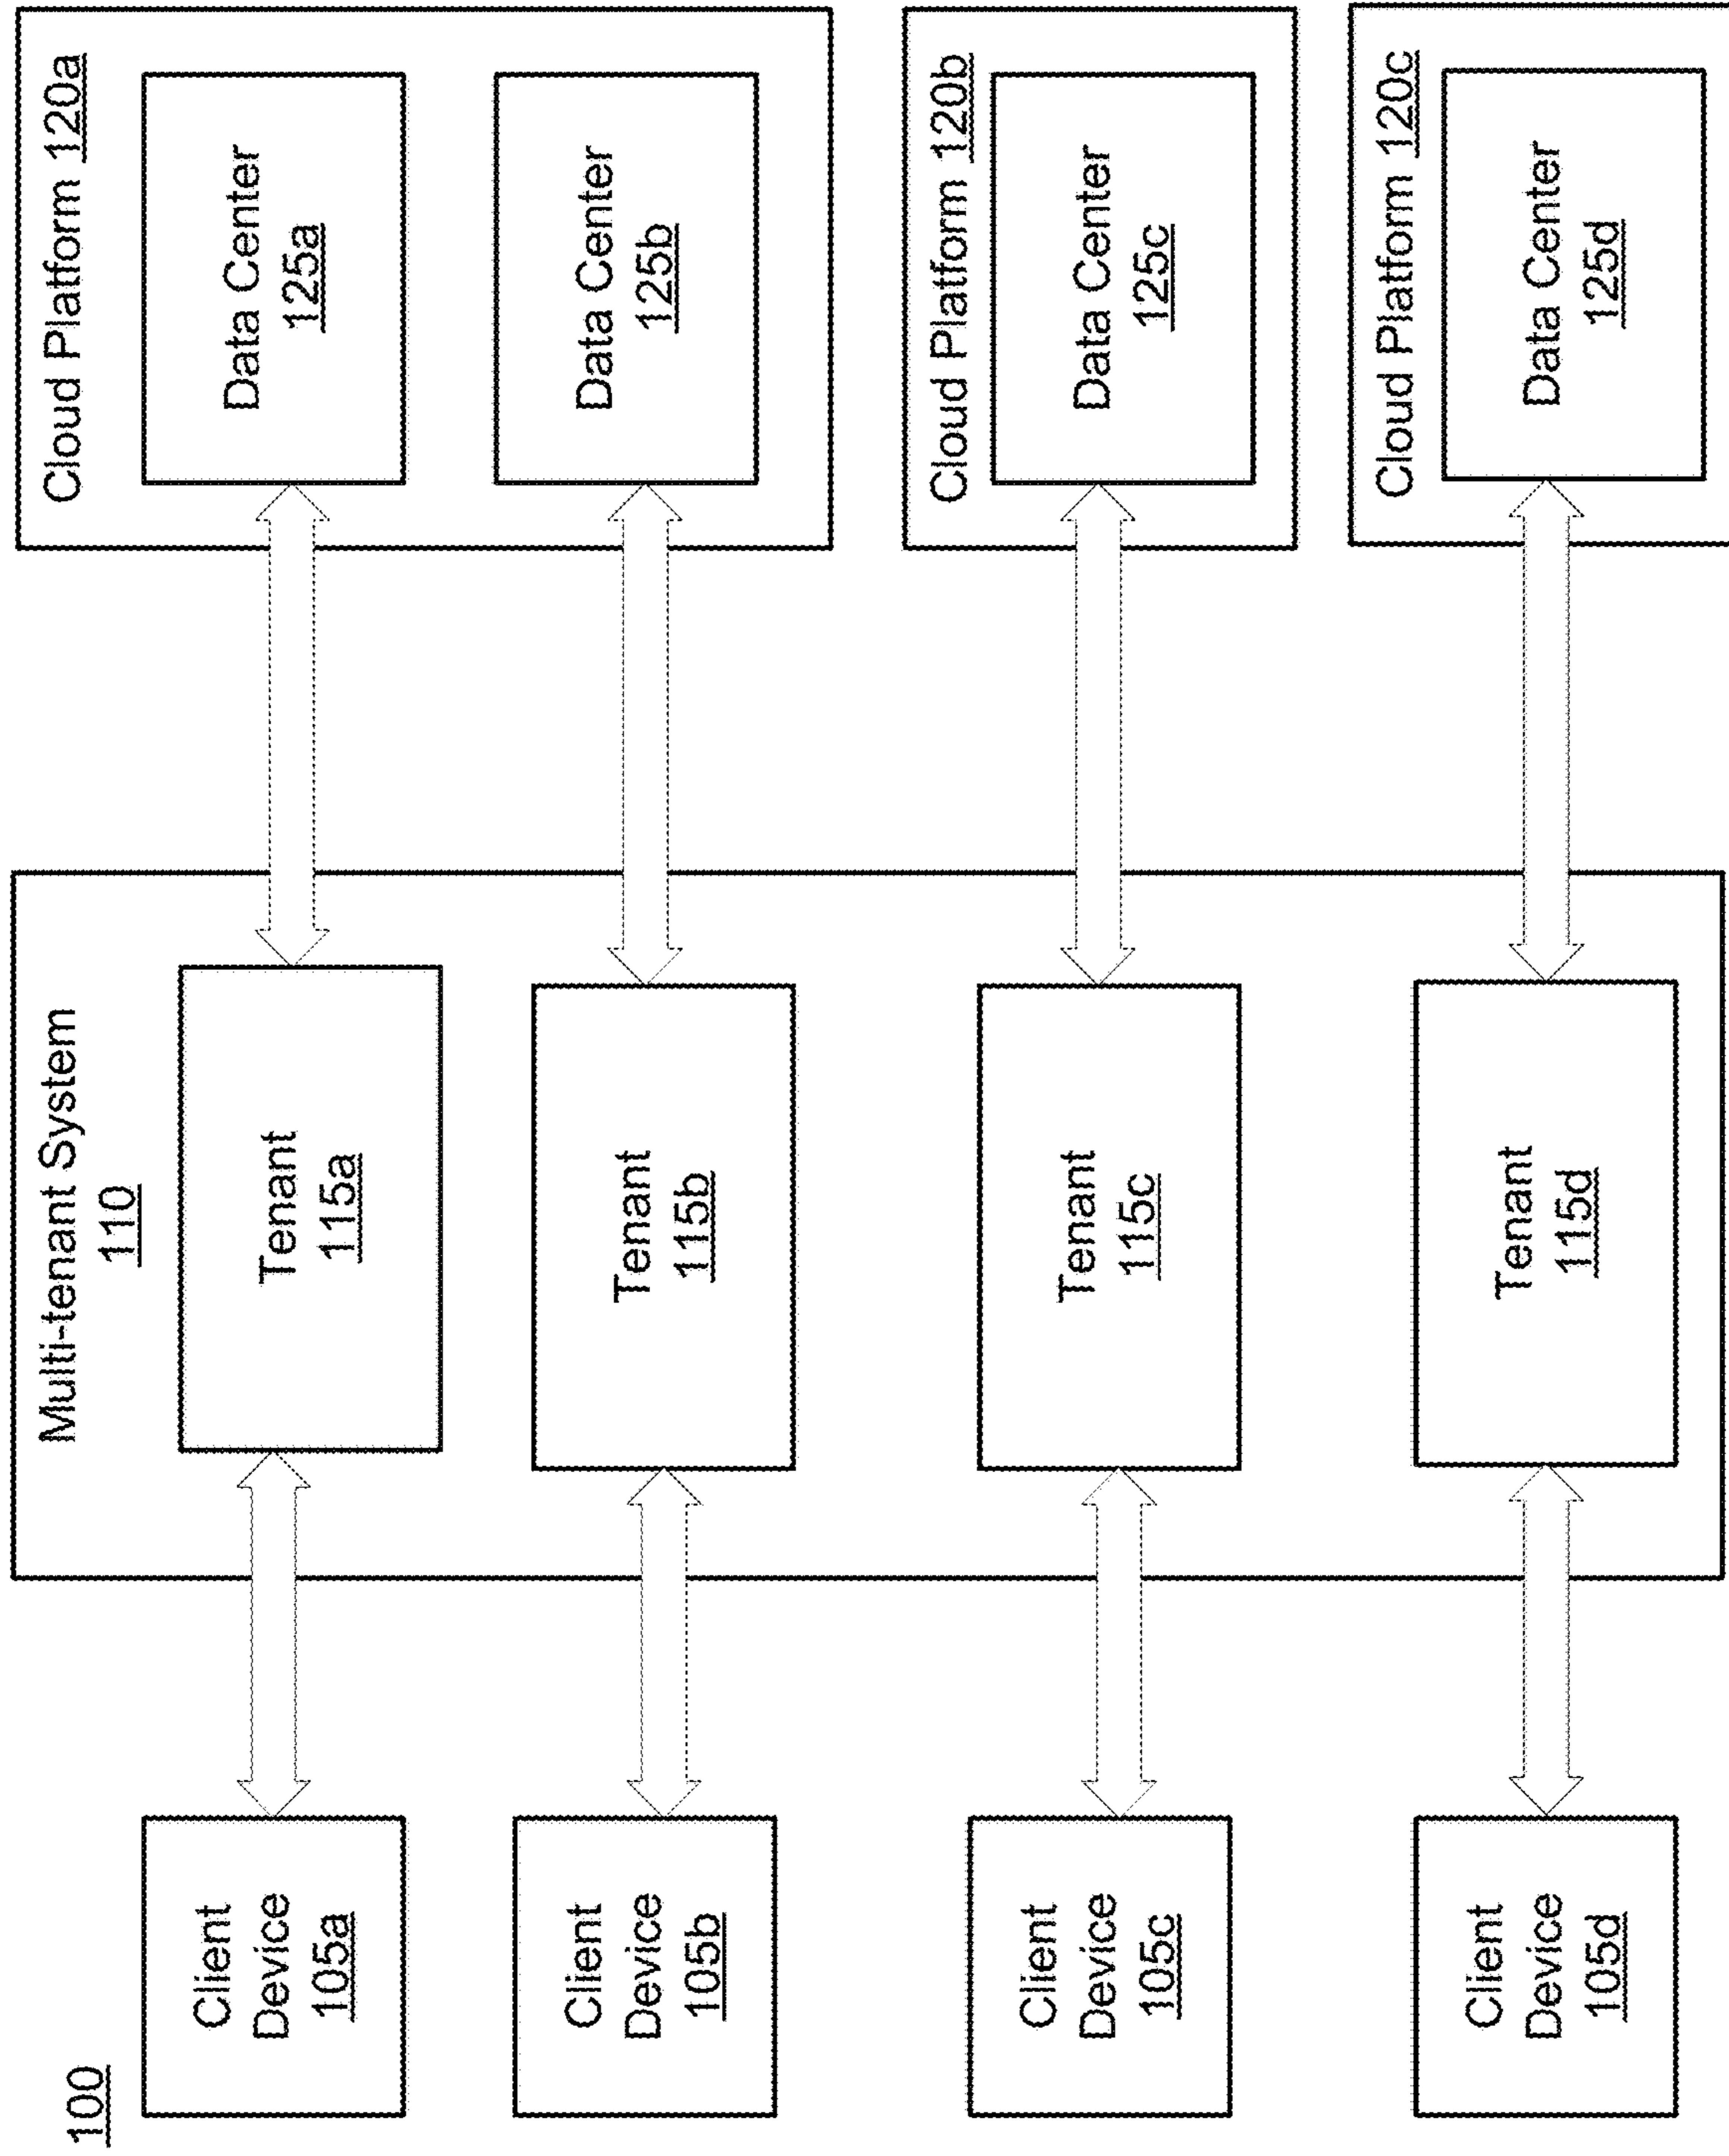 100
Client
Device
105a
Client
Device
105b
Client
Device
105c
Client
Device
105d
Multi-tenant System
110
Tenant
115a
Tenant
115b
Tenant
115c
Tenant
115d
Cloud Platform 120a
Data Center
125a
Data Center
125b
Cloud Platform 120b
Data Center
125c
Cloud Platform 120c
Data Center
125d